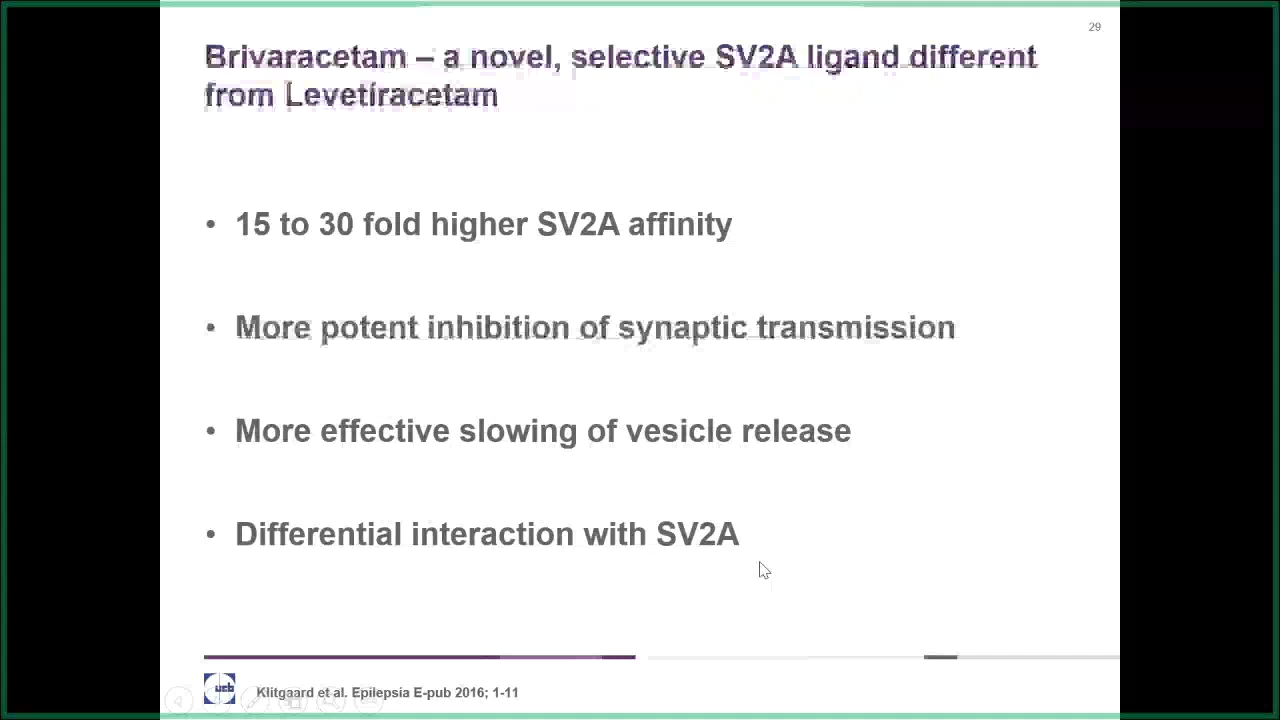 29
Brivaracetam – a novel, selective SV2A ligand different
from Levetiracetam
• 15 to 30 fold higher SV2A affinity
• More potent inhibition of synaptic transmission
• More effective slowing of vesicle release
• Differential interaction with SV2A
ucb
Klitgaard et al. Epilepsia E-pub 2016; 1-11